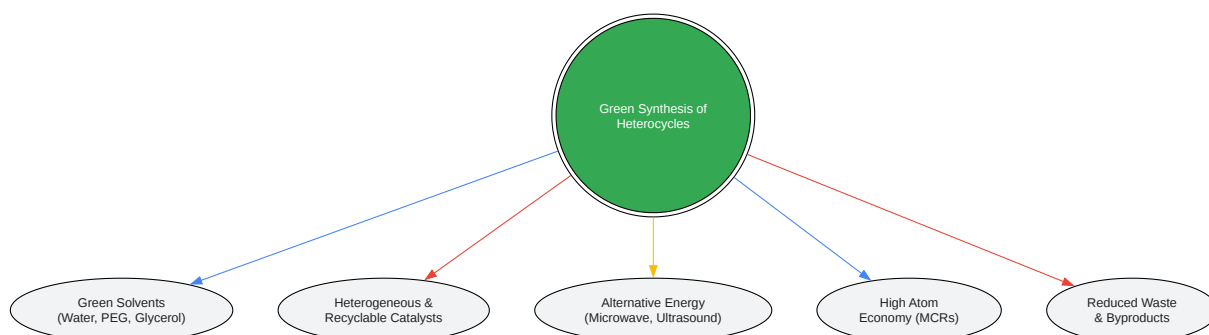 Green Synthesis of
Heterocycles
Green Solvents
(Water, PEG, Glycerol)
Heterogeneous &
Recyclable Catalysts
Alternative Energy
(Microwave, Ultrasound)
High Atom
Economy (MCRs)
Reduced Waste
& Byproducts